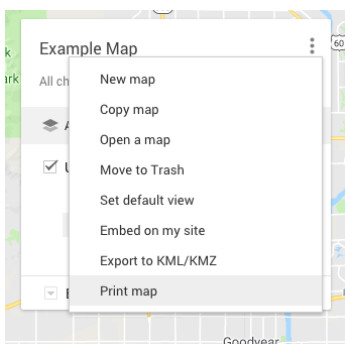 Example Map
60
k
ark
All ch
New map
Copy map
Open a map
Move to Trash
Set default view
Embed on my site
Export to KML/KMZ
Print map
Goodyear